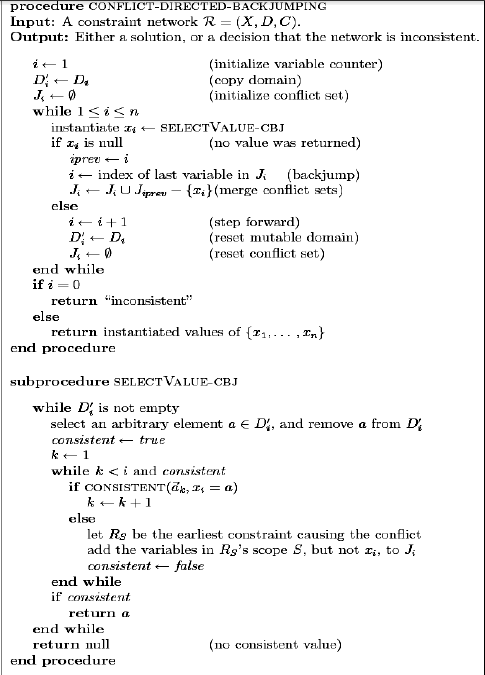 procedure CONFLICT-DIRECTED-BACKJUMPING
Input: A constraint network R = (X, D, C).
Output: Either a solution, or a decision that the network is inconsistent.
i ← 1 (initialize variable counter)
D′ᵢ ← Dᵢ (copy domain)
Jᵢ ← ∅ (initialize conflict set)
while 1 ≤ i ≤ n
instantiate xᵢ ← SELECTVALUE-CBJ
if xᵢ is null (no value was returned)
iprev ← i
i ← index of last variable in Jᵢ (backjump)
Jᵢ ← Jᵢ ∪ Jᵢₚᵣₑᵥ − {xᵢ} (merge conflict sets)
else
i ← i + 1 (step forward)
D′ᵢ ← Dᵢ (reset mutable domain)
Jᵢ ← ∅ (reset conflict set)
end while
if i = 0
return “inconsistent”
else
return instantiated values of {x₁, . . . , xₙ}
end procedure
subprocedure SELECTVALUE-CBJ
while D′ᵢ is not empty
select an arbitrary element a ∈ D′ᵢ, and remove a from D′ᵢ
consistent ← true
k ← 1
while k < i and consistent
if CONSISTENT(a⃗ₖ, xᵢ = a)
k ← k + 1
else
let R_S be the earliest constraint causing the conflict
add the variables in R_S's scope S, but not xᵢ, to Jᵢ
consistent ← false
end while
if consistent
return a
end while
return null (no consistent value)
end procedure